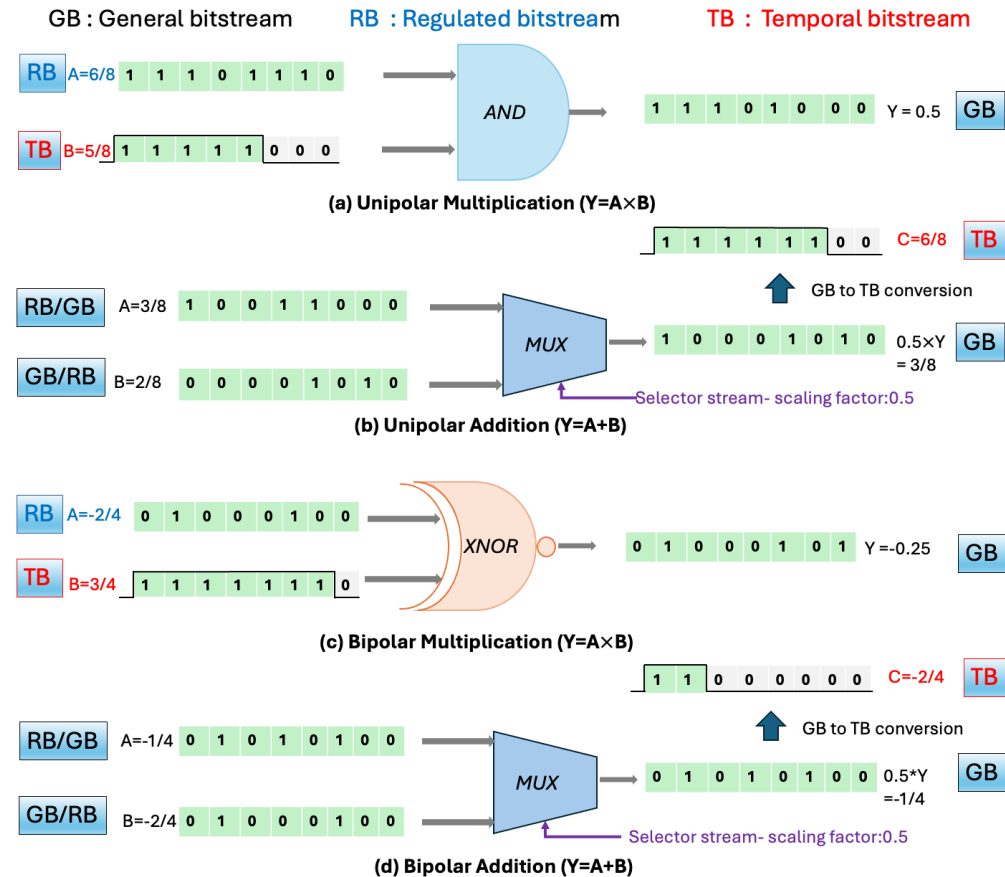 GB : General bitstream RB : Regulated bitstream TB : Temporal bitstream
RB A=6/8 1 1 1 0 1 1 1 0
TB B=5/8 1 1 1 1 1 0 0 0
AND
1 1 1 0 1 0 0 0 Y = 0.5 GB
(a) Unipolar Multiplication (Y=A×B)
1 1 1 1 1 1 0 0 C=6/8 TB
GB to TB conversion
RB/GB A=3/8 1 0 0 1 1 0 0 0
GB/RB B=2/8 0 0 0 0 1 0 1 0
MUX
1 0 0 0 1 0 1 0 0.5×Y
= 3/8
GB
Selector stream- scaling factor:0.5
(b) Unipolar Addition (Y=A+B)
RB A=-2/4 0 1 0 0 0 1 0 0
TB B=3/4 1 1 1 1 1 1 1 0
XNOR
0 1 0 0 0 1 0 1 Y =-0.25 GB
(c) Bipolar Multiplication (Y=A×B)
1 1 0 0 0 0 0 0 C=-2/4 TB
GB to TB conversion
RB/GB A=-1/4 0 1 0 1 0 1 0 0
GB/RB B=-2/4 0 1 0 0 0 1 0 0
MUX
0 1 0 1 0 1 0 0 0.5*Y
=-1/4
GB
Selector stream- scaling factor:0.5
(d) Bipolar Addition (Y=A+B)